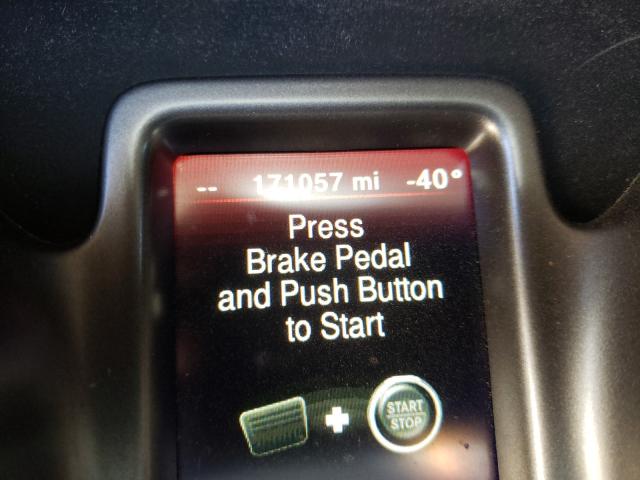 -- 171057 mi -40°
Press
Brake Pedal
and Push Button
to Start
START
STOP